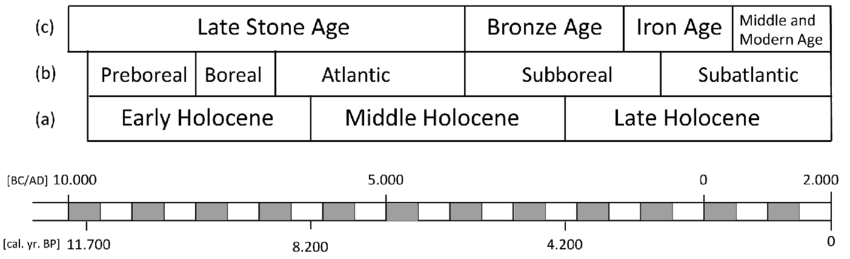 (c) Late Stone Age Bronze Age Iron Age Middle and
Modern Age
(b) Preboreal Boreal Atlantic Subboreal Subatlantic
(a) Early Holocene Middle Holocene Late Holocene
[BC/AD] 10.000 5.000 0 2.000
[cal. yr. BP] 11.700 8.200 4.200 0